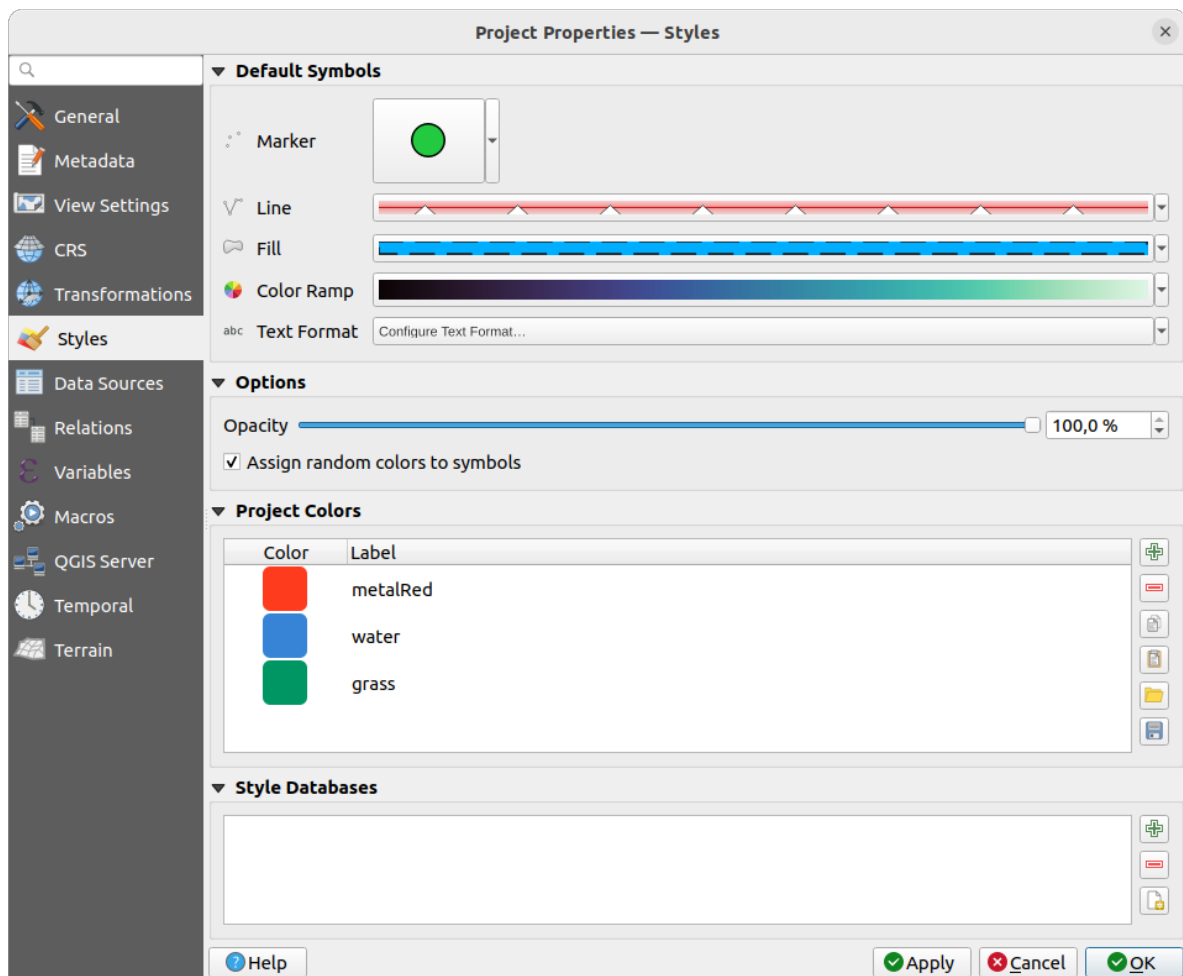 Project Properties — Styles
General
Metadata
View Settings
CRS
Transformations
Styles
Data Sources
Relations
Variables
Macros
QGIS Server
Temporal
Terrain
Default Symbols
Marker
Line
Fill
Color Ramp
abc Text Format Configure Text Format...
Options
Opacity 100,0 %
Assign random colors to symbols
Project Colors
Color Label
metalRed
water
grass
Style Databases
Help Apply Cancel OK